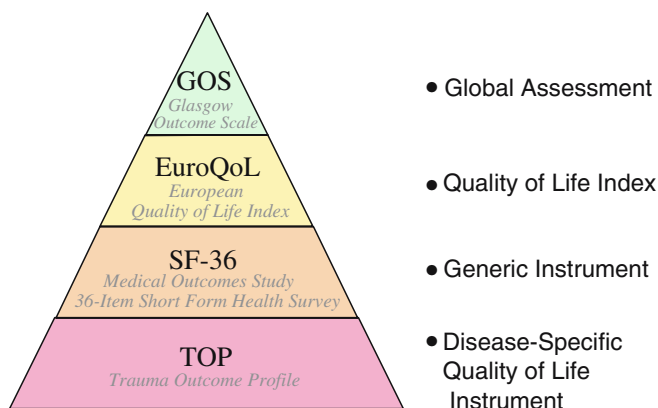 GOS
Glasgow
Outcome Scale
• Global Assessment
EuroQoL
European
Quality of Life Index
• Quality of Life Index
SF-36
Medical Outcomes Study
36-Item Short Form Health Survey
• Generic Instrument
TOP
Trauma Outcome Profile
• Disease-Specific
Quality of Life
Instrument